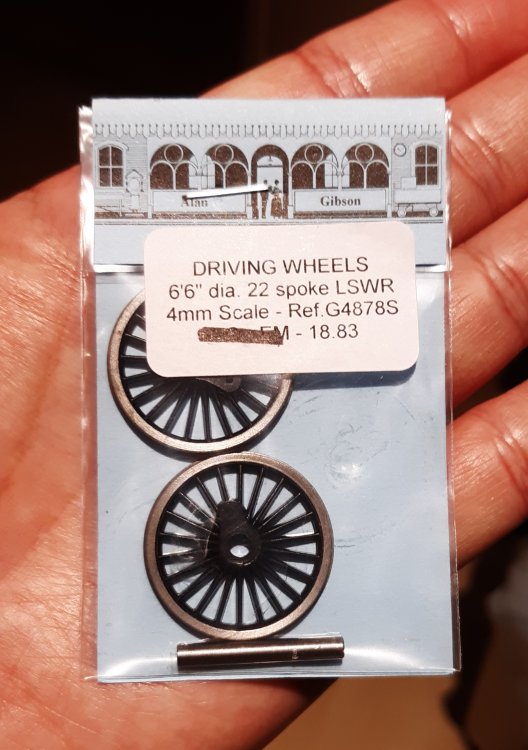 Alan Gibson
DRIVING WHEELS
6'6" dia. 22 spoke LSWR
4mm Scale - Ref.G4878S
EM - 18.83